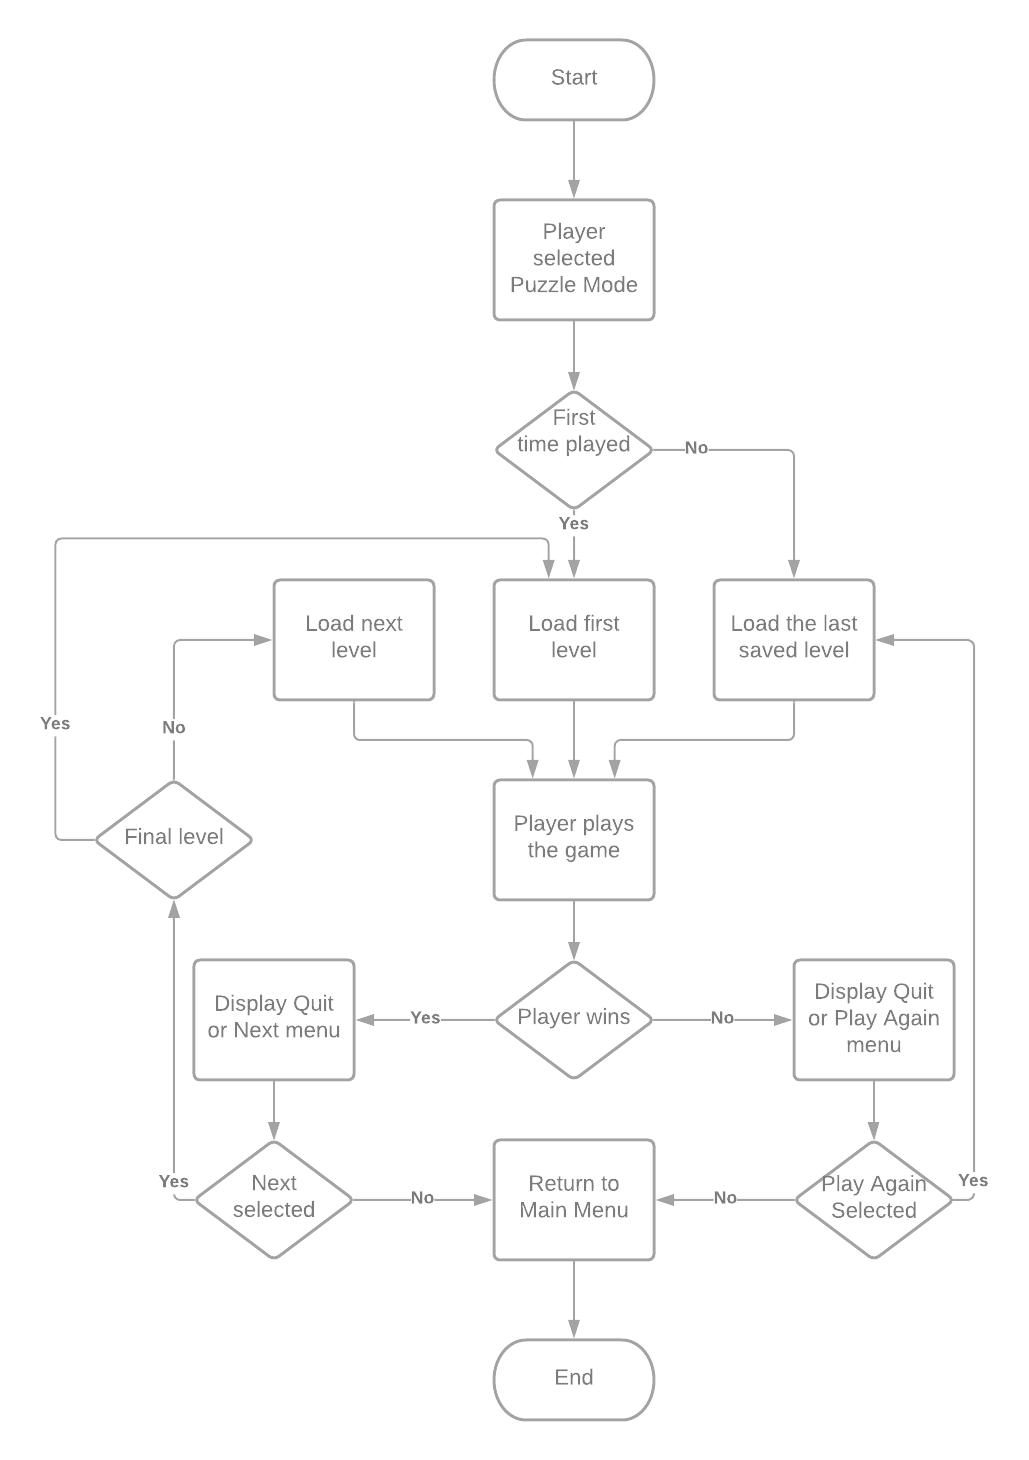 Start
Player
selected
Puzzle Mode
First
time played
No
Yes
Load next
level
Load first
level
Load the last
saved level
Yes
No
Final level
Player plays
the game
Display Quit
or Next menu
Yes
Player wins
No
Display Quit
or Play Again
menu
Yes
Next
selected
No
Return to
Main Menu
No
Play Again
Selected
Yes
End